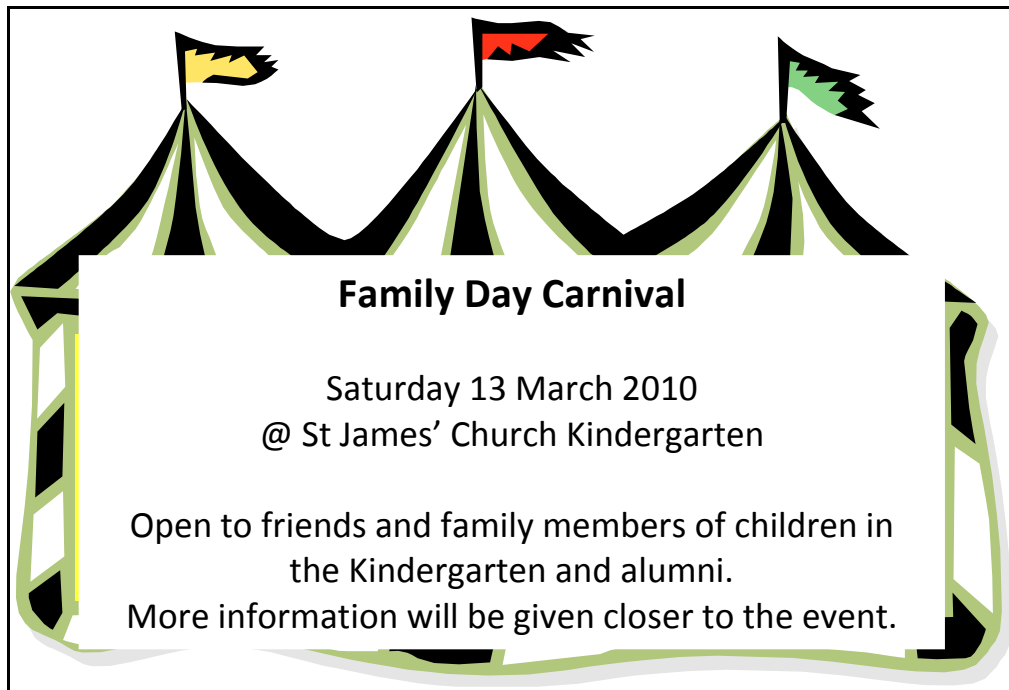 Family Day Carnival
Saturday 13 March 2010
@ St James’ Church Kindergarten
Open to friends and family members of children in
the Kindergarten and alumni.
More information will be given closer to the event.